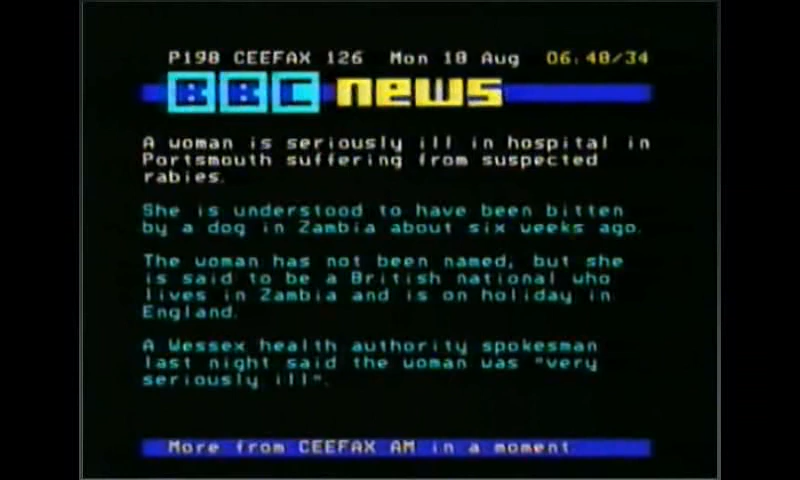 P198 CEEFAX 126 Mon 10 Aug 06.40/34
BBC news
A woman is seriously ill in hospital in
Portsmouth suffering from suspected
rabies.
She is understood to have been bitten
by a dog in Zambia about six weeks ago.
The woman has not been named, but she
is said to be a British national who
lives in Zambia and is on holiday in
England.
A Wessex health authority spokesman
last night said the woman was "very
seriously ill".
More from CEEFAX AM in a moment